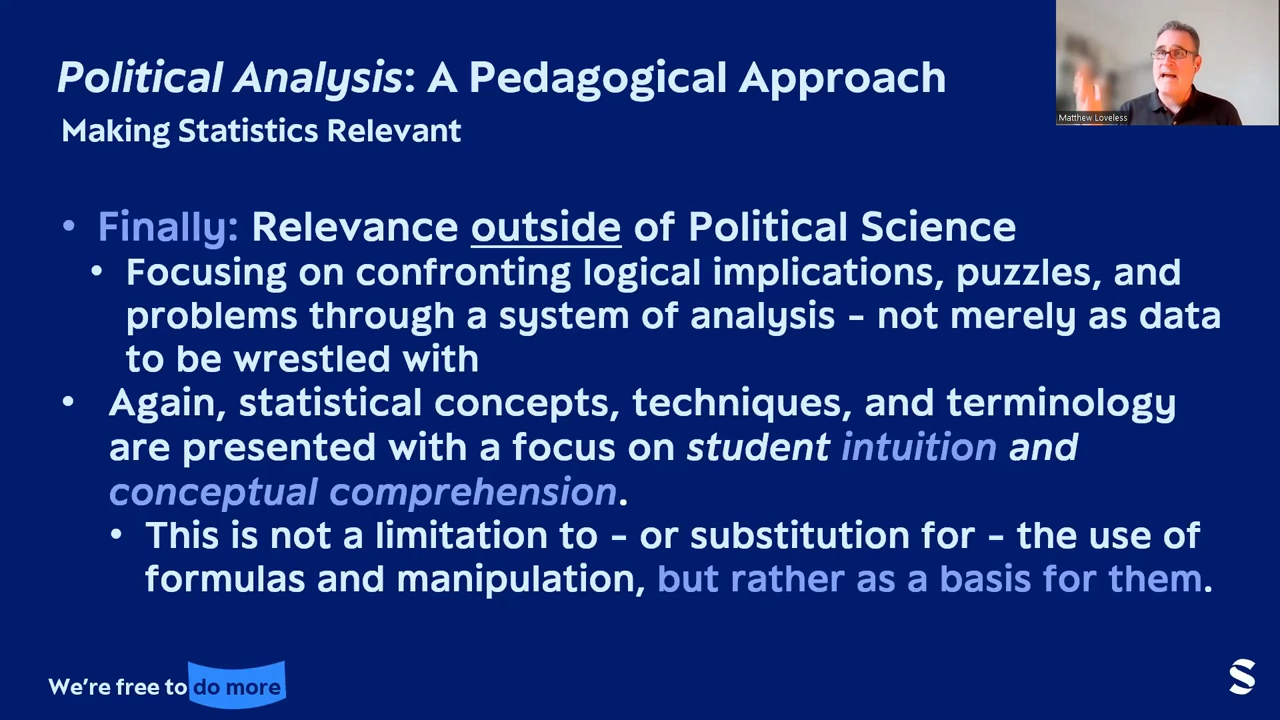 Political Analysis: A Pedagogical Approach
Making Statistics Relevant
Matthew Loveless
• Finally: Relevance outside of Political Science
• Focusing on confronting logical implications, puzzles, and
problems through a system of analysis – not merely as data
to be wrestled with
• Again, statistical concepts, techniques, and terminology
are presented with a focus on student intuition and
conceptual comprehension.
• This is not a limitation to – or substitution for – the use of
formulas and manipulation, but rather as a basis for them.
We're free to do more
S